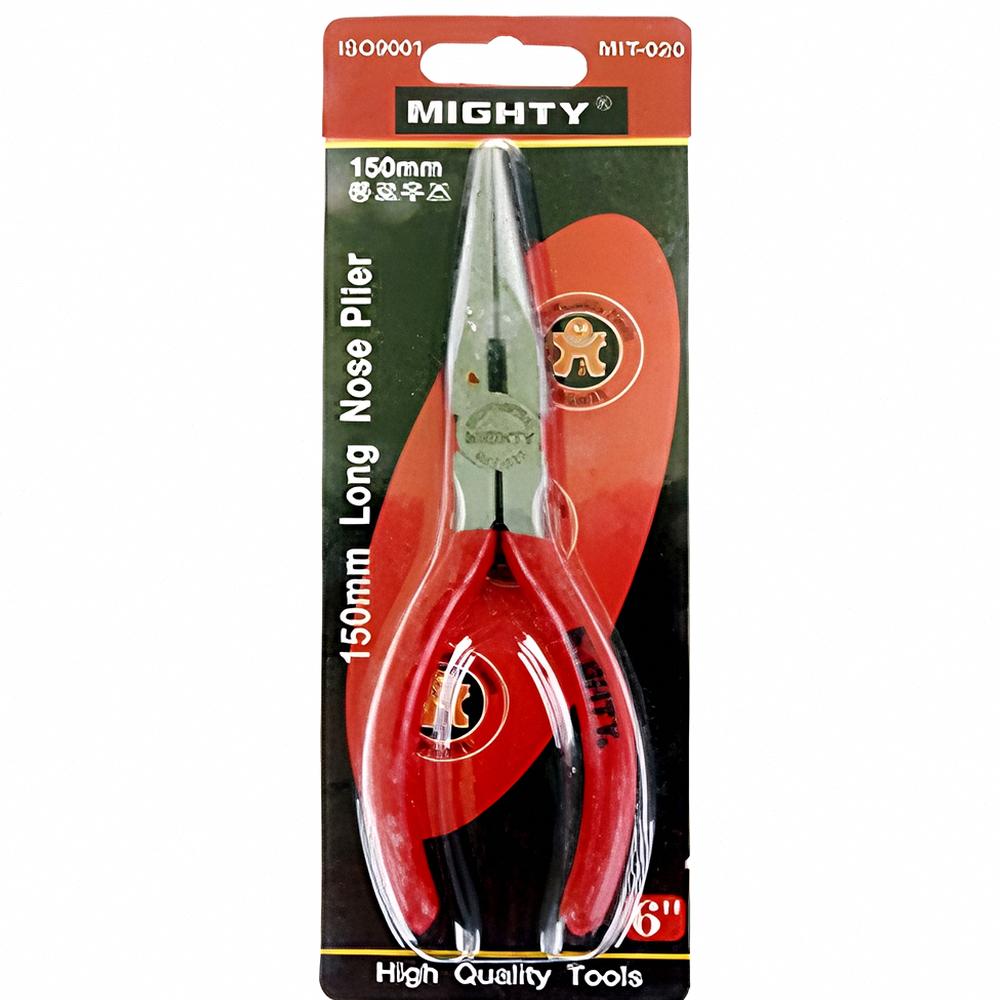 ISO9001
MIT-020
MIGHTY®
150mm
150mm Long Nose Plier
MIGHTY
MIGHTY
6"
High Quality Tools